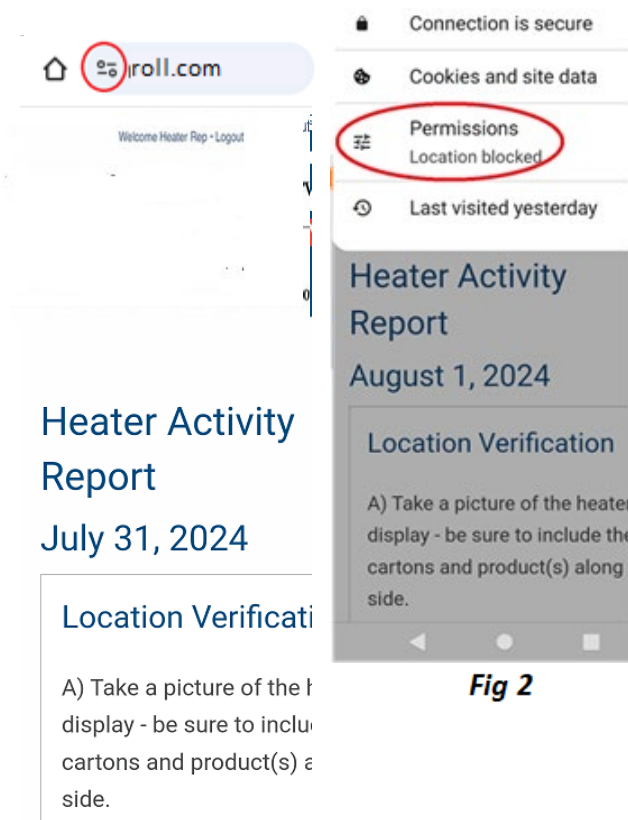 roll.com
Welcome Heater Rep • Logout
Heater Activity
Report
July 31, 2024
Location Verificati
A) Take a picture of the
display - be sure to inclu
cartons and product(s) a
side.
Connection is secure
Cookies and site data
Permissions
Location blocked
Last visited yesterday
Heater Activity
Report
August 1, 2024
Location Verification
A) Take a picture of the heater
display - be sure to include the
cartons and product(s) along
side.
Fig 2